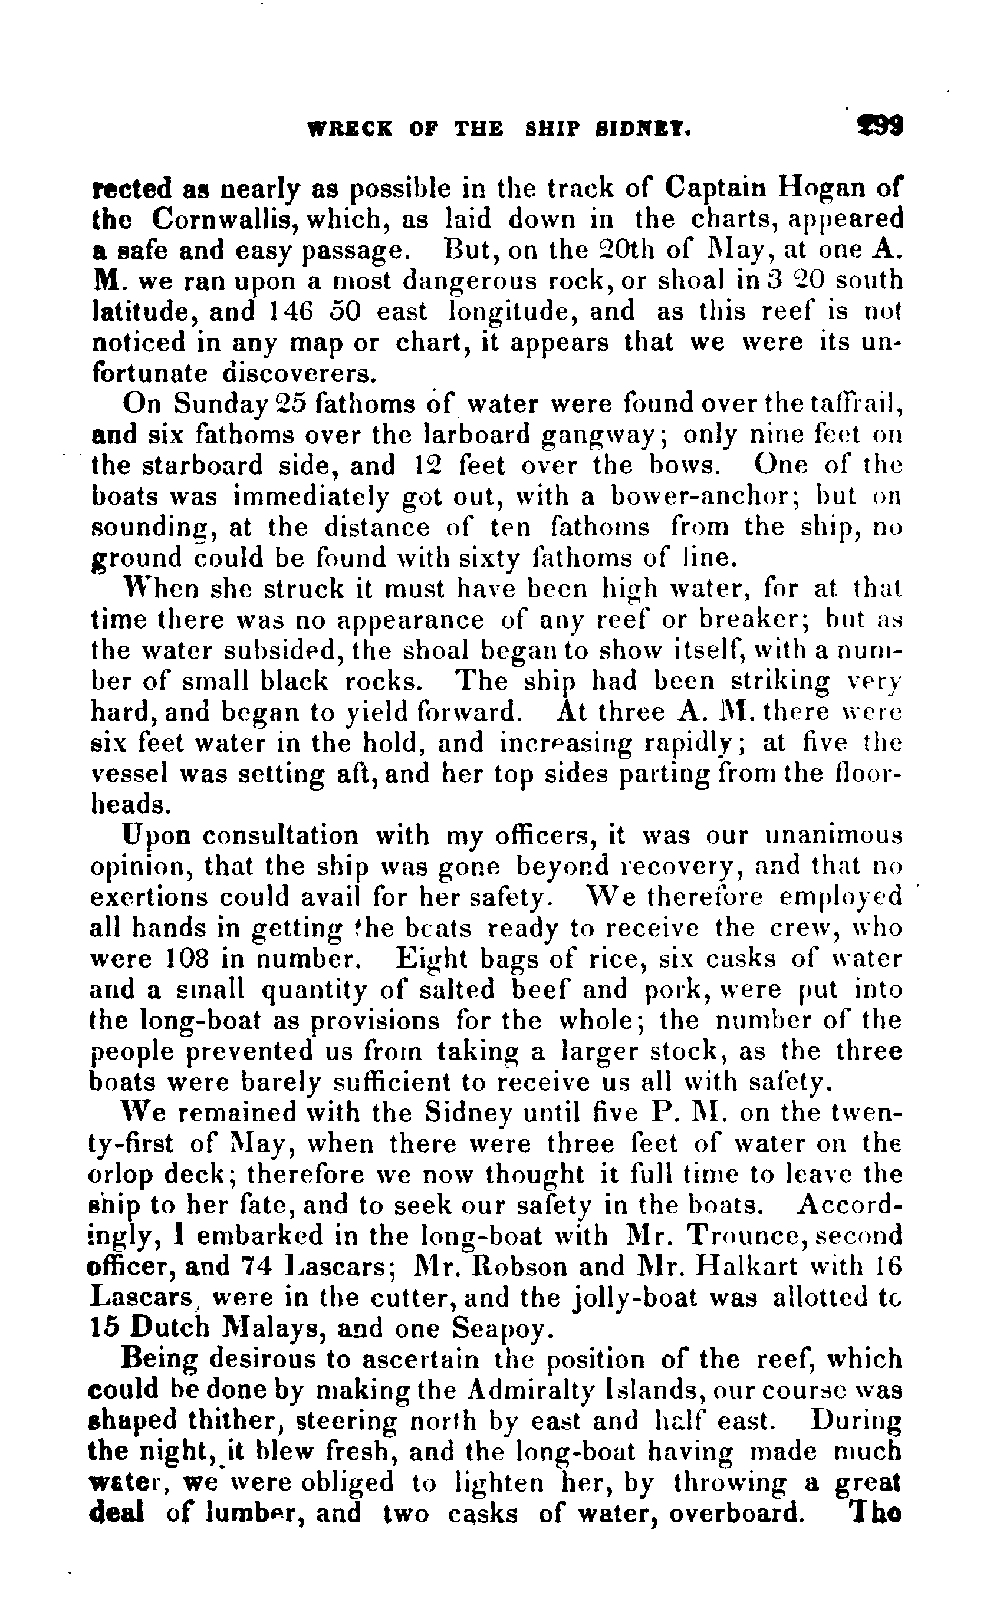 WRECK OF THE SHIP SIDNEY. 299
rected as nearly as possible in the track of Captain Hogan of
the Cornwallis, which, as laid down in the charts, appeared
a safe and easy passage. But, on the 20th of May, at one A.
M. we ran upon a most dangerous rock, or shoal in 3 20 south
latitude, and 146 50 east longitude, and as this reef is not
noticed in any map or chart, it appears that we were its un-
fortunate discoverers.
On Sunday 25 fathoms of water were found over the taffrail,
and six fathoms over the larboard gangway; only nine feet on
the starboard side, and 12 feet over the bows. One of the
boats was immediately got out, with a bower-anchor; but on
sounding, at the distance of ten fathoms from the ship, no
ground could be found with sixty fathoms of line.
When she struck it must have been high water, for at that
time there was no appearance of any reef or breaker; but as
the water subsided, the shoal began to show itself, with a num-
ber of small black rocks. The ship had been striking very
hard, and began to yield forward. At three A. M. there were
six feet water in the hold, and increasing rapidly; at five the
vessel was setting aft, and her top sides parting from the floor-
heads.
Upon consultation with my officers, it was our unanimous
opinion, that the ship was gone beyond recovery, and that no
exertions could avail for her safety. We therefore employed
all hands in getting the boats ready to receive the crew, who
were 108 in number. Eight bags of rice, six casks of water
and a small quantity of salted beef and pork, were put into
the long-boat as provisions for the whole; the number of the
people prevented us from taking a larger stock, as the three
boats were barely sufficient to receive us all with safety.
We remained with the Sidney until five P. M. on the twen-
ty-first of May, when there were three feet of water on the
orlop deck; therefore we now thought it full time to leave the
ship to her fate, and to seek our safety in the boats. Accord-
ingly, I embarked in the long-boat with Mr. Trounce, second
officer, and 74 Lascars; Mr. Robson and Mr. Halkart with 16
Lascars, were in the cutter, and the jolly-boat was allotted to
15 Dutch Malays, and one Seapoy.
Being desirous to ascertain the position of the reef, which
could be done by making the Admiralty Islands, our course was
shaped thither, steering north by east and half east. During
the night, it blew fresh, and the long-boat having made much
water, we were obliged to lighten her, by throwing a great
deal of lumber, and two casks of water, overboard. The